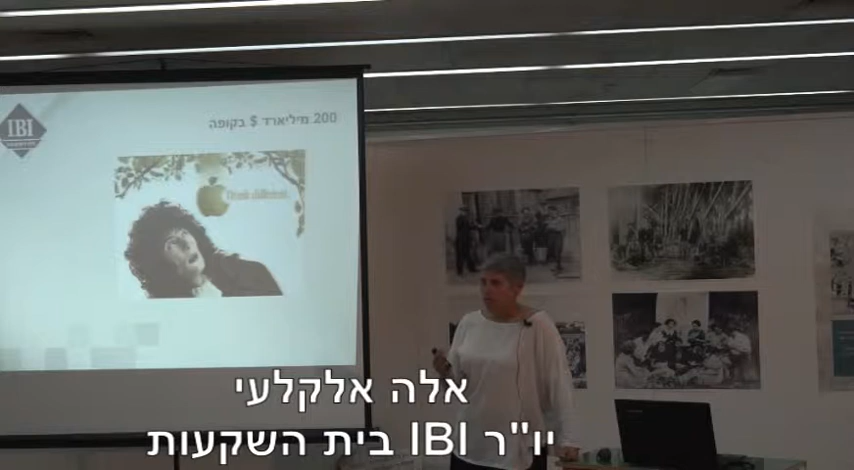 IBI
200 מיליארד $ בקופה
Think different.
אלה אלקלעי
יו"ר IBI בית השקעות